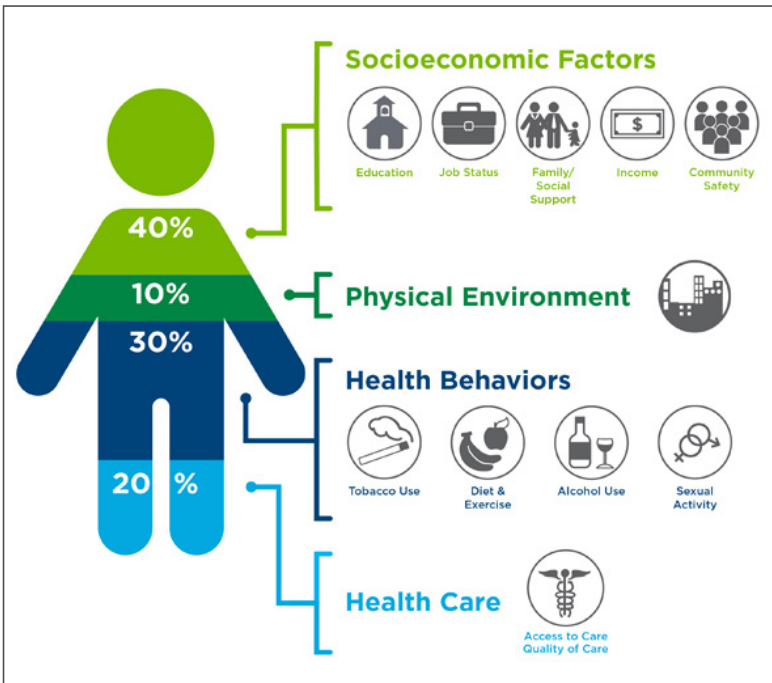 Socioeconomic Factors
$
Education
Job Status
Family/
Social
Support
Income
Community
Safety
40%
10%
Physical Environment
30%
Health Behaviors
Tobacco Use
Diet &
Exercise
Alcohol Use
Sexual
Activity
20 %
Health Care
Access to Care
Quality of Care